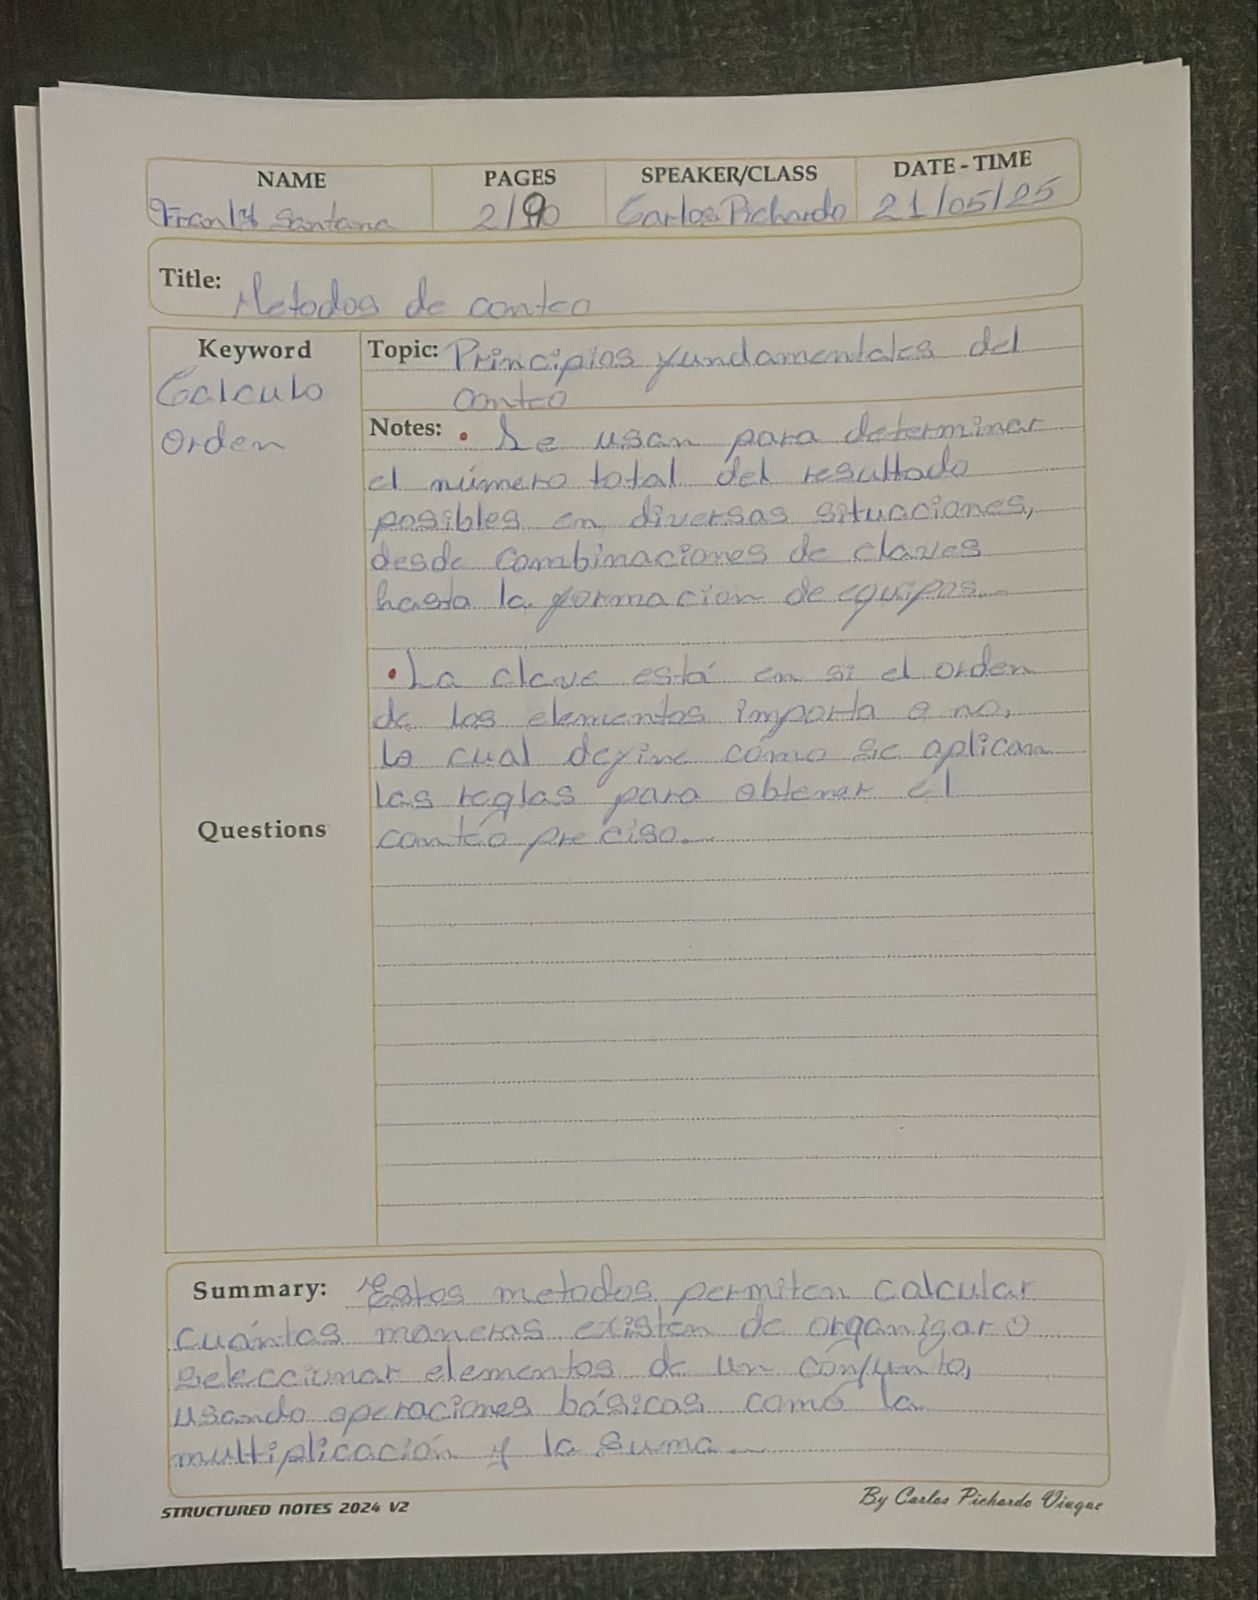 NAME PAGES SPEAKER/CLASS DATE-TIME
Santana 2/ Carlos Pichardo 21/05/25
Title: Metodos de conteo
Keyword
Calculo
Orden
Topic: Principios fundamentales del
conteo
Notes: • Se usan para determinar
el número total del resultado
posibles en diversas situaciones,
desde combinaciones de claves
hasta la formacion de equipos.
• La clave está en si el orden
de los elementos importa o no,
lo cual define cómo se aplican
las reglas para obtener el
conteo preciso.
Questions
Summary: Estos metodos permiten calcular
cuántas maneras existen de organizar o
seleccionar elementos de un conjunto,
usando operaciones básicas como la
multiplicación y la suma.
STRUCTURED NOTES 2024 V2
By Carlos Pichardo Viuque